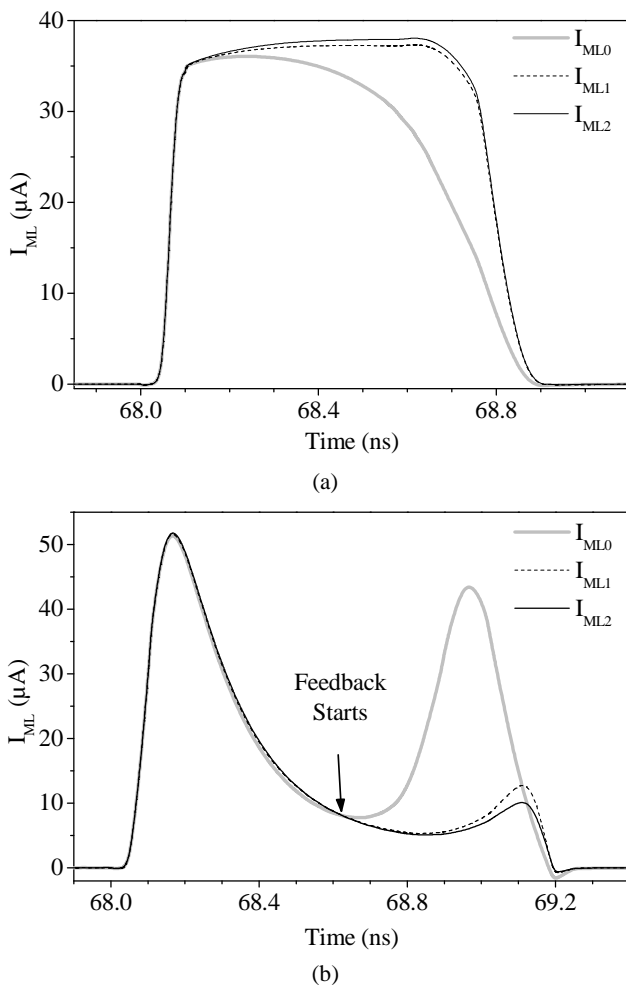 40
30
20
10
0
I_ML (μA)
I_ML0
I_ML1
I_ML2
68.0 68.4 68.8
Time (ns)
(a)
50
40
30
20
10
0
I_ML (μA)
I_ML0
I_ML1
I_ML2
Feedback
Starts
68.0 68.4 68.8 69.2
Time (ns)
(b)